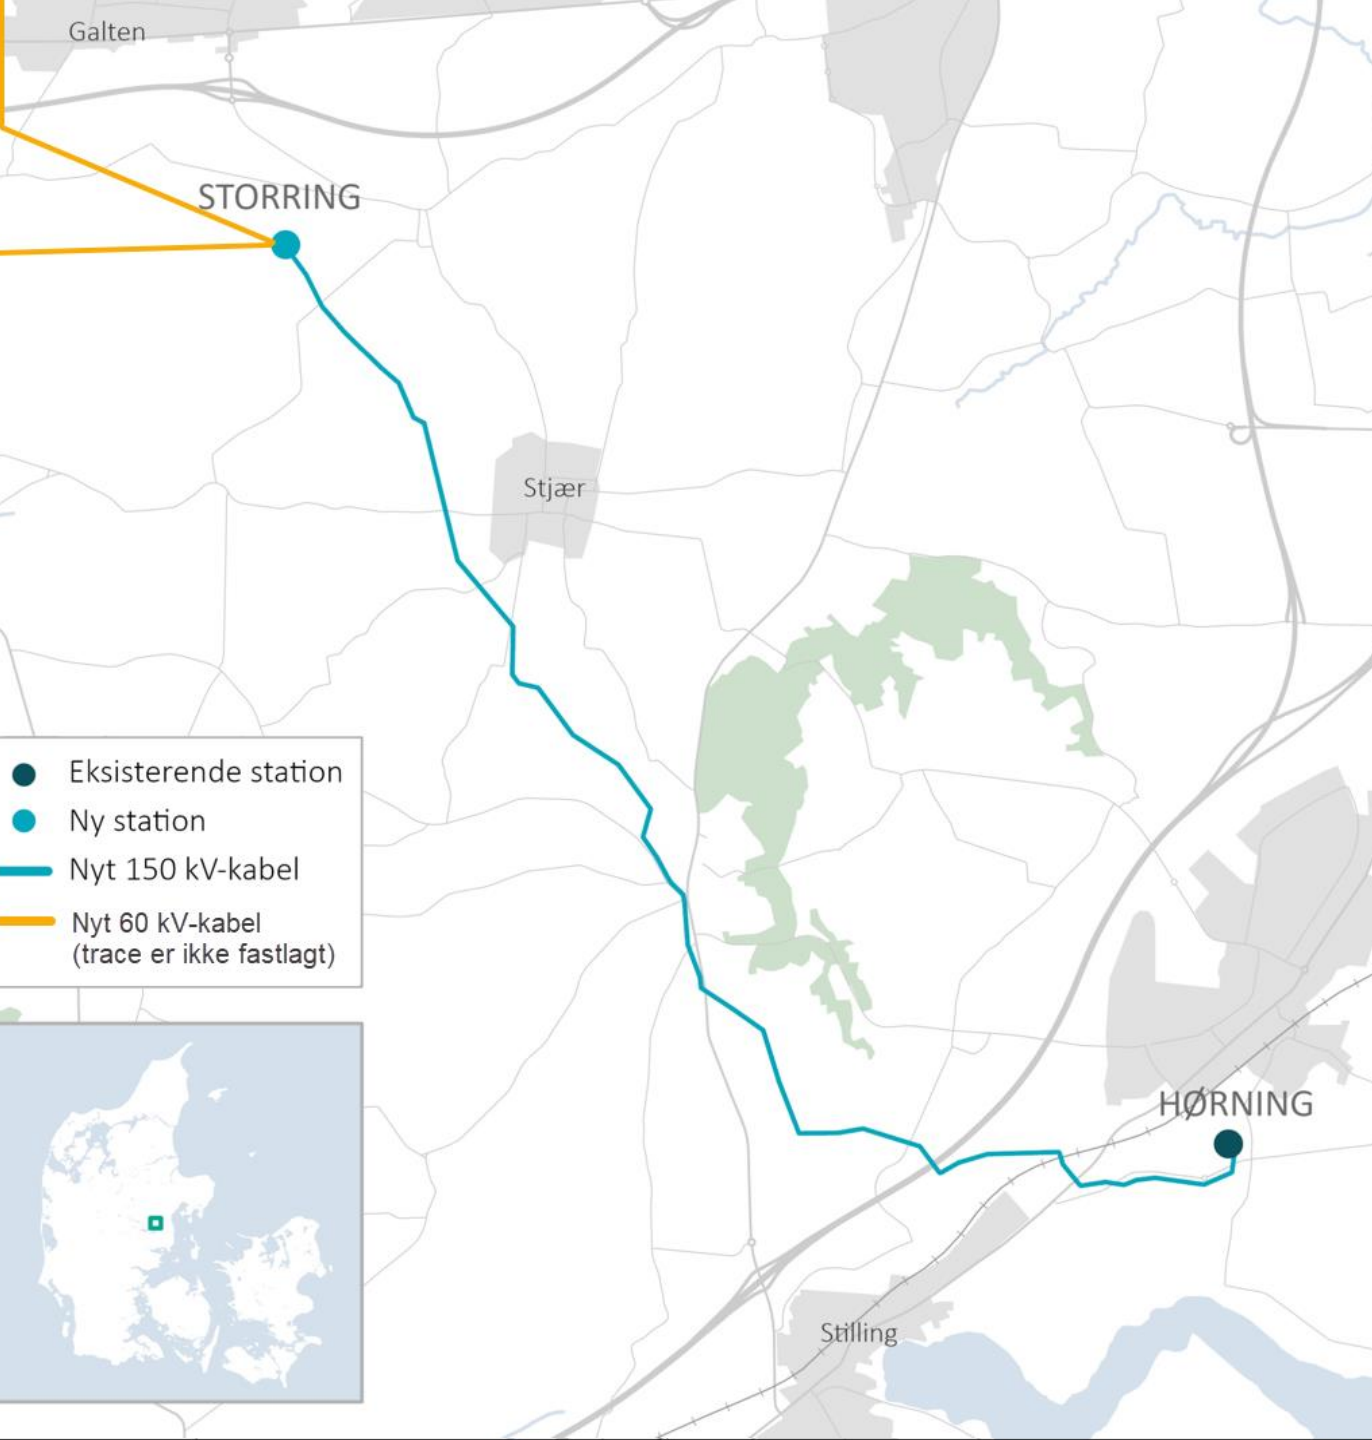 Galten
STORRING
Stjær
Eksisterende station
Ny station
Nyt 150 kV-kabel
Nyt 60 kV-kabel
(trace er ikke fastlagt)
HØRNING
Stilling